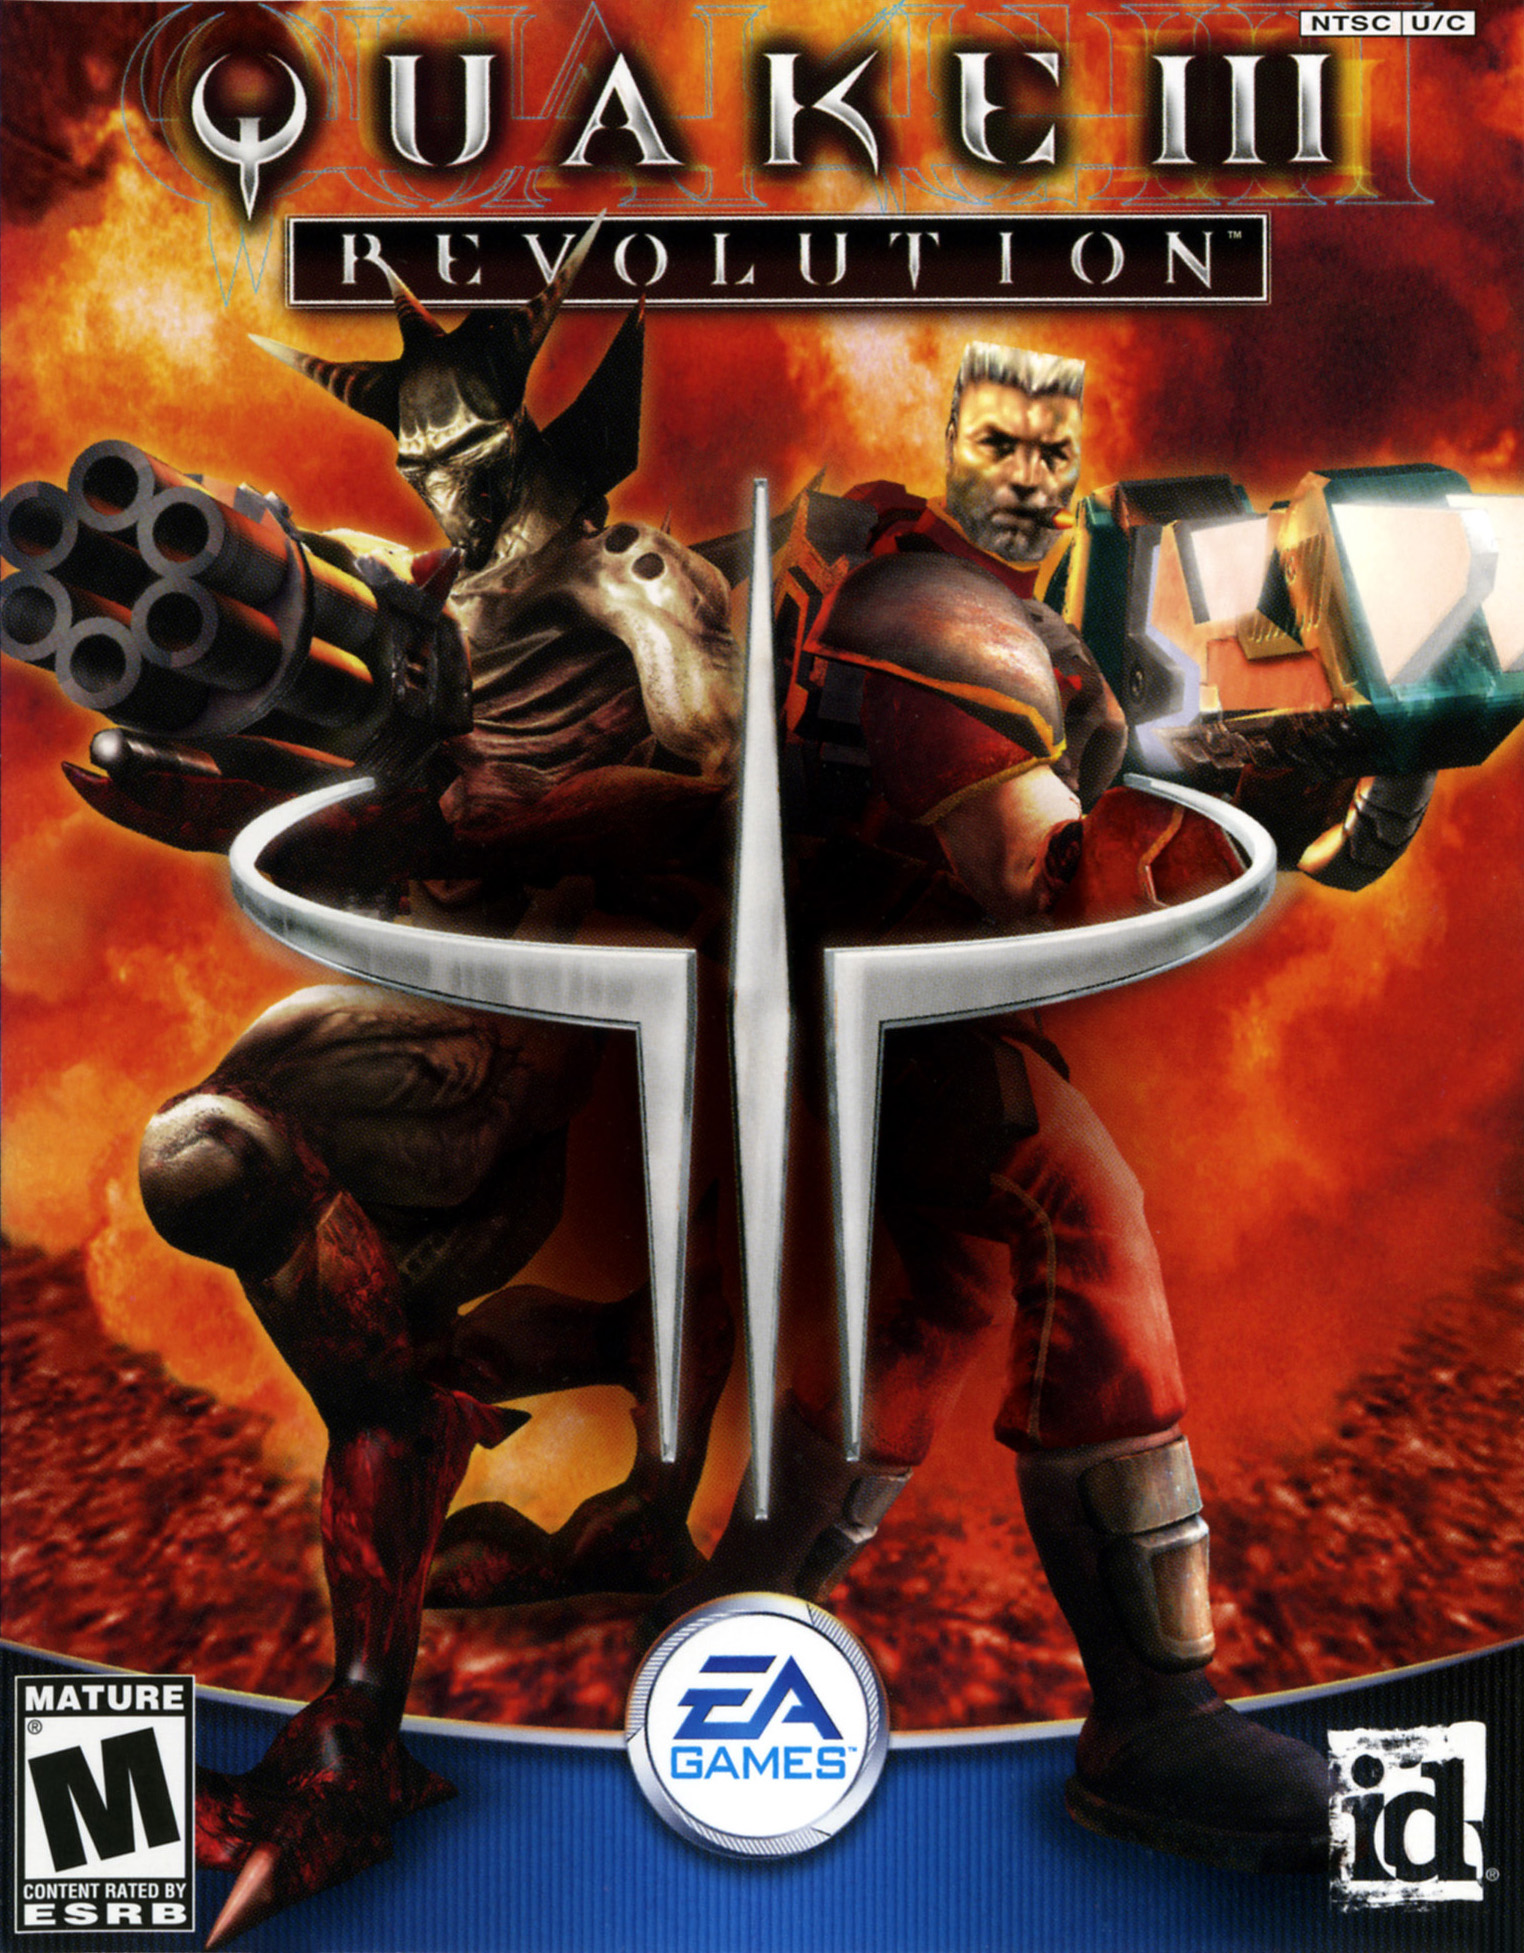 NTSC U/C
QUAKE III
REVOLUTION™
MATURE
M®
CONTENT RATED BY
ESRB
EA
GAMES™
id®